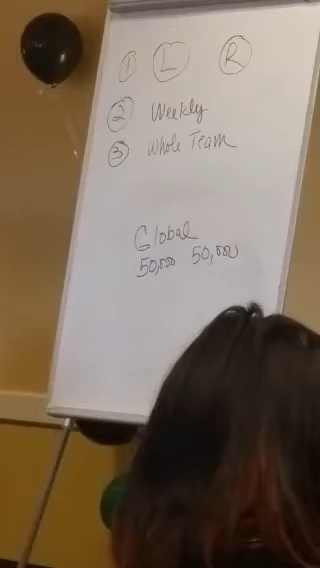 1 L R
2 Weekly
3 Whole Team
Global
50,000 50,000